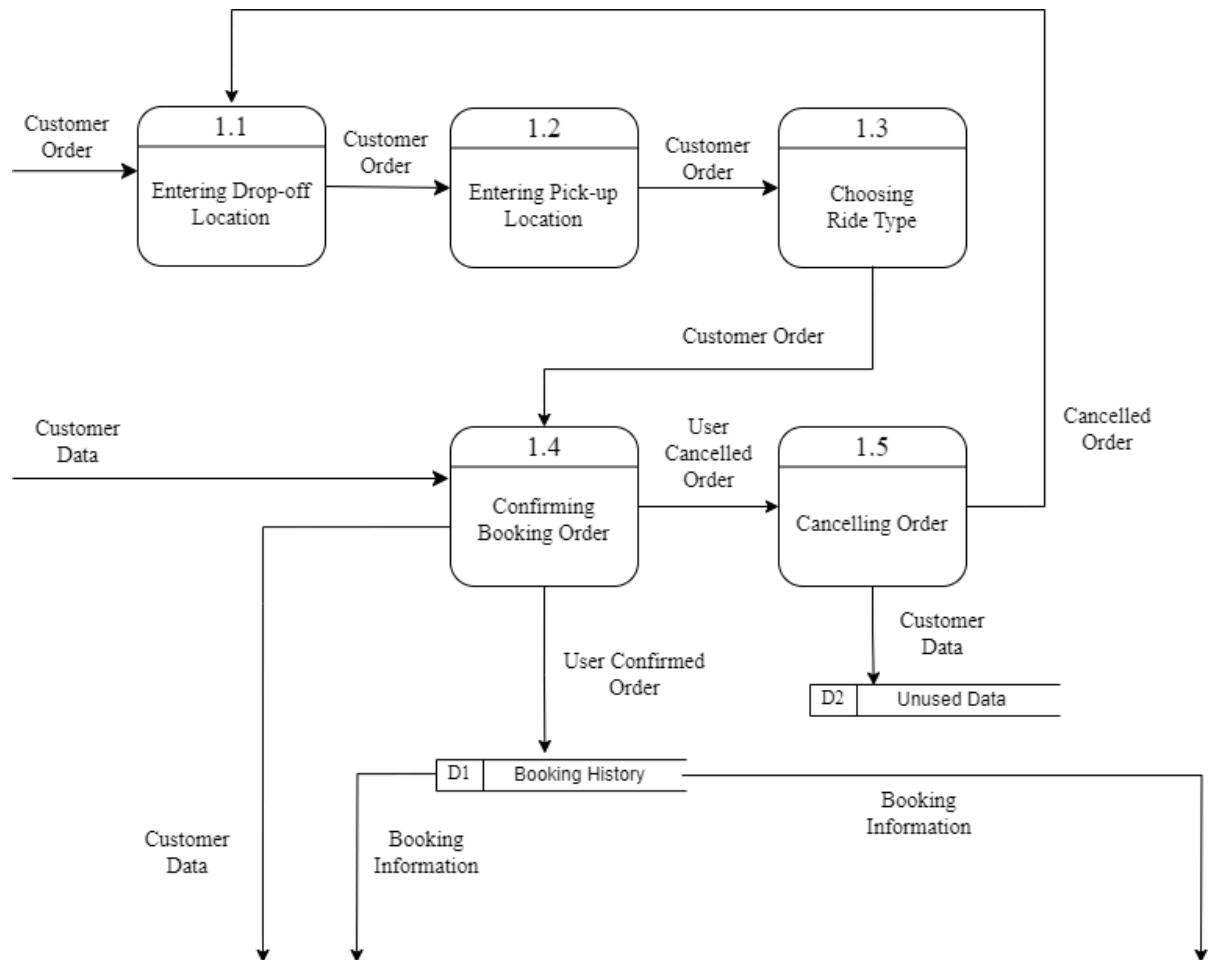 Customer
Order
1.1
Entering Drop-off
Location
Customer
Order
1.2
Entering Pick-up
Location
Customer
Order
1.3
Choosing
Ride Type
Customer Order
Customer
Data
1.4
Confirming
Booking Order
User
Cancelled
Order
1.5
Cancelling Order
Cancelled
Order
User Confirmed
Order
Customer
Data
D2
Unused Data
D1
Booking History
Customer
Data
Booking
Information
Booking
Information